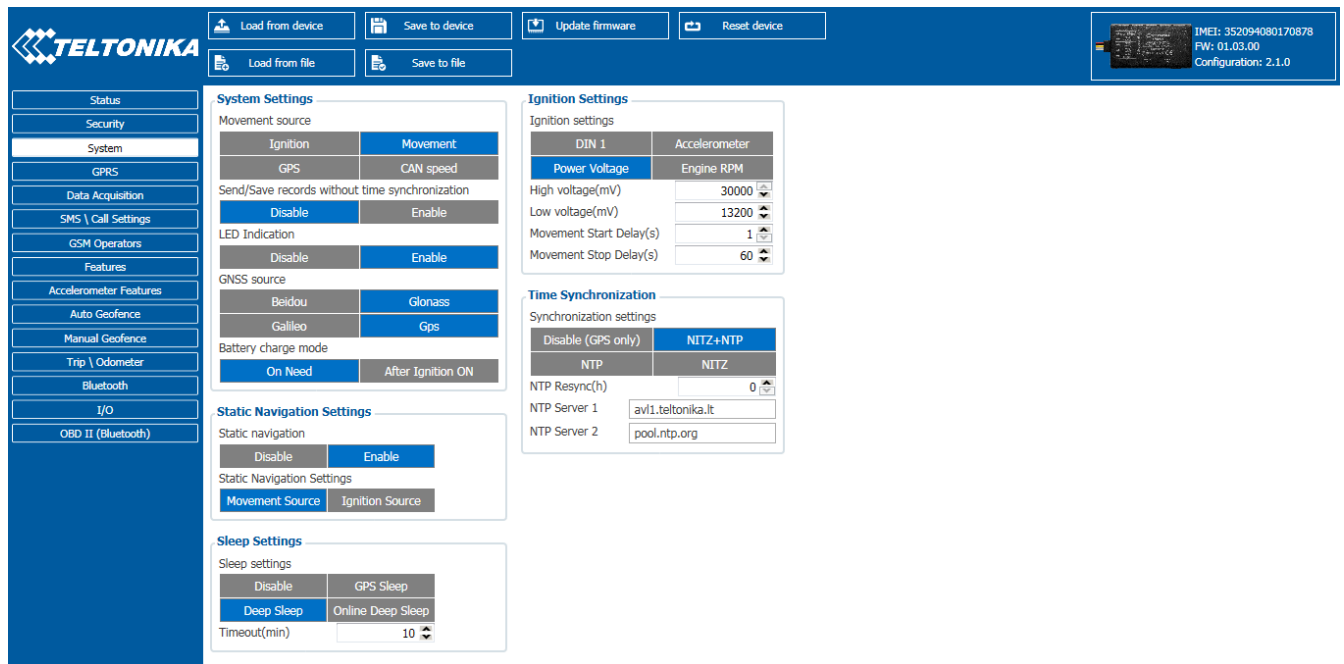 TELTONIKA
Load from device
Save to device
Update firmware
Reset device
Load from file
Save to file
IMEI: 352094080170878
FW: 01.03.00
Configuration: 2.1.0
Status
Security
System
GPRS
Data Acquisition
SMS \ Call Settings
GSM Operators
Features
Accelerometer Features
Auto Geofence
Manual Geofence
Trip \ Odometer
Bluetooth
I/O
OBD II (Bluetooth)
System Settings
Movement source
Ignition Movement
GPS CAN speed
Send/Save records without time synchronization
Disable Enable
LED Indication
Disable Enable
GNSS source
Beidou Glonass
Galileo Gps
Battery charge mode
On Need After Ignition ON
Static Navigation Settings
Static navigation
Disable Enable
Static Navigation Settings
Movement Source Ignition Source
Sleep Settings
Sleep settings
Disable GPS Sleep
Deep Sleep Online Deep Sleep
Timeout(min) 10
Ignition Settings
Ignition settings
DIN 1 Accelerometer
Power Voltage Engine RPM
High voltage(mV) 30000
Low voltage(mV) 13200
Movement Start Delay(s) 1
Movement Stop Delay(s) 60
Time Synchronization
Synchronization settings
Disable (GPS only) NITZ+NTP
NTP NITZ
NTP Resync(h) 0
NTP Server 1 avl1.teltonika.lt
NTP Server 2 pool.ntp.org